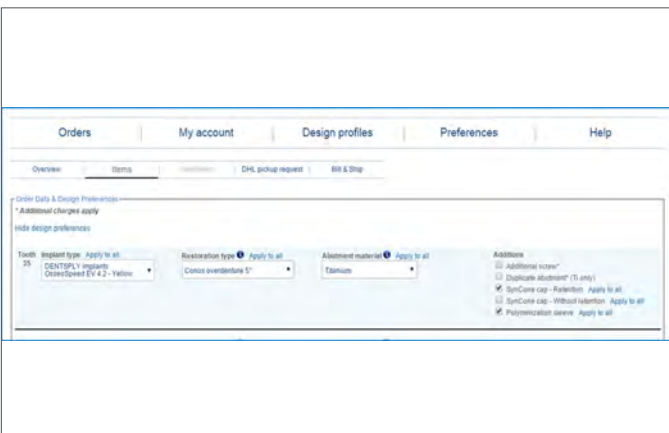 Orders My account Design profiles Preferences Help
Overview Items DHL pickup request Bill & Ship
Order Data & Design Preferences
* Additional charges apply
Hide design preferences
Tooth Implant type Apply to all Restoration type Apply to all Abutment material Apply to all Additions
35 DENTSPLY Implants
OsseoSpeed EV 4.2 - Yellow Conus overdenture 5° Titanium
Additional screw*
Duplicate abutment* (Ti only)
SynCone cap - Retention Apply to all
SynCone cap - Without retention Apply to all
Polymerization sleeve Apply to all